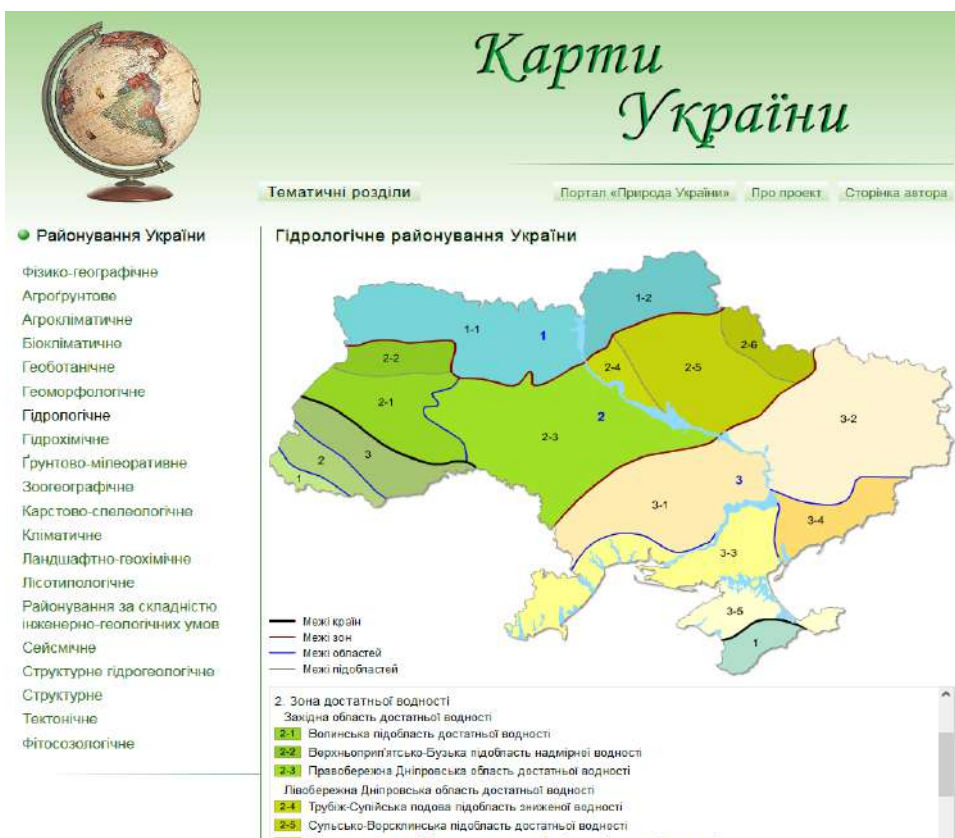 Карти
України
Тематичні розділи
Портал «Природа України» Про проект Сторінка автора
Районування України
Фізико-географічне
Агроґрунтове
Агрокліматичне
Біокліматичне
Геоботанічне
Геоморфологічне
Гідрологічне
Гідрохімічне
Ґрунтово-мілеоративне
Зоогеографічне
Карстово-спелеологічне
Кліматичне
Ландшафтно-геохімічне
Лісотипологічне
Районування за складністю
інженерно-геологічних умов
Сейсмічне
Структурне гідрогеологічне
Структурне
Тектонічне
Фітосозологічне
Гідрологічне районування України
1-2
1-1 1
2-6
2-2
2-4 2-5
2-1
3-2
2
2-3
3
2
1
3
3-1
3-4
3-3
3-5
1
Межі країн
Межі зон
Межі областей
Межі підобластей
2. Зона достатньої водності
Західна область достатньої водності
2-1 Волинська підобласть достатньої водності
2-2 Верхньоприп'ятсько-Бузька підобласть надмірної водності
2-3 Правобережна Дніпровська область достатньої водності
Лівобережна Дніпровська область достатньої водності
2-4 Трубіж-Супійська подова підобласть зниженої водності
2-5 Сульсько-Ворсклинська підобласть достатньої водності